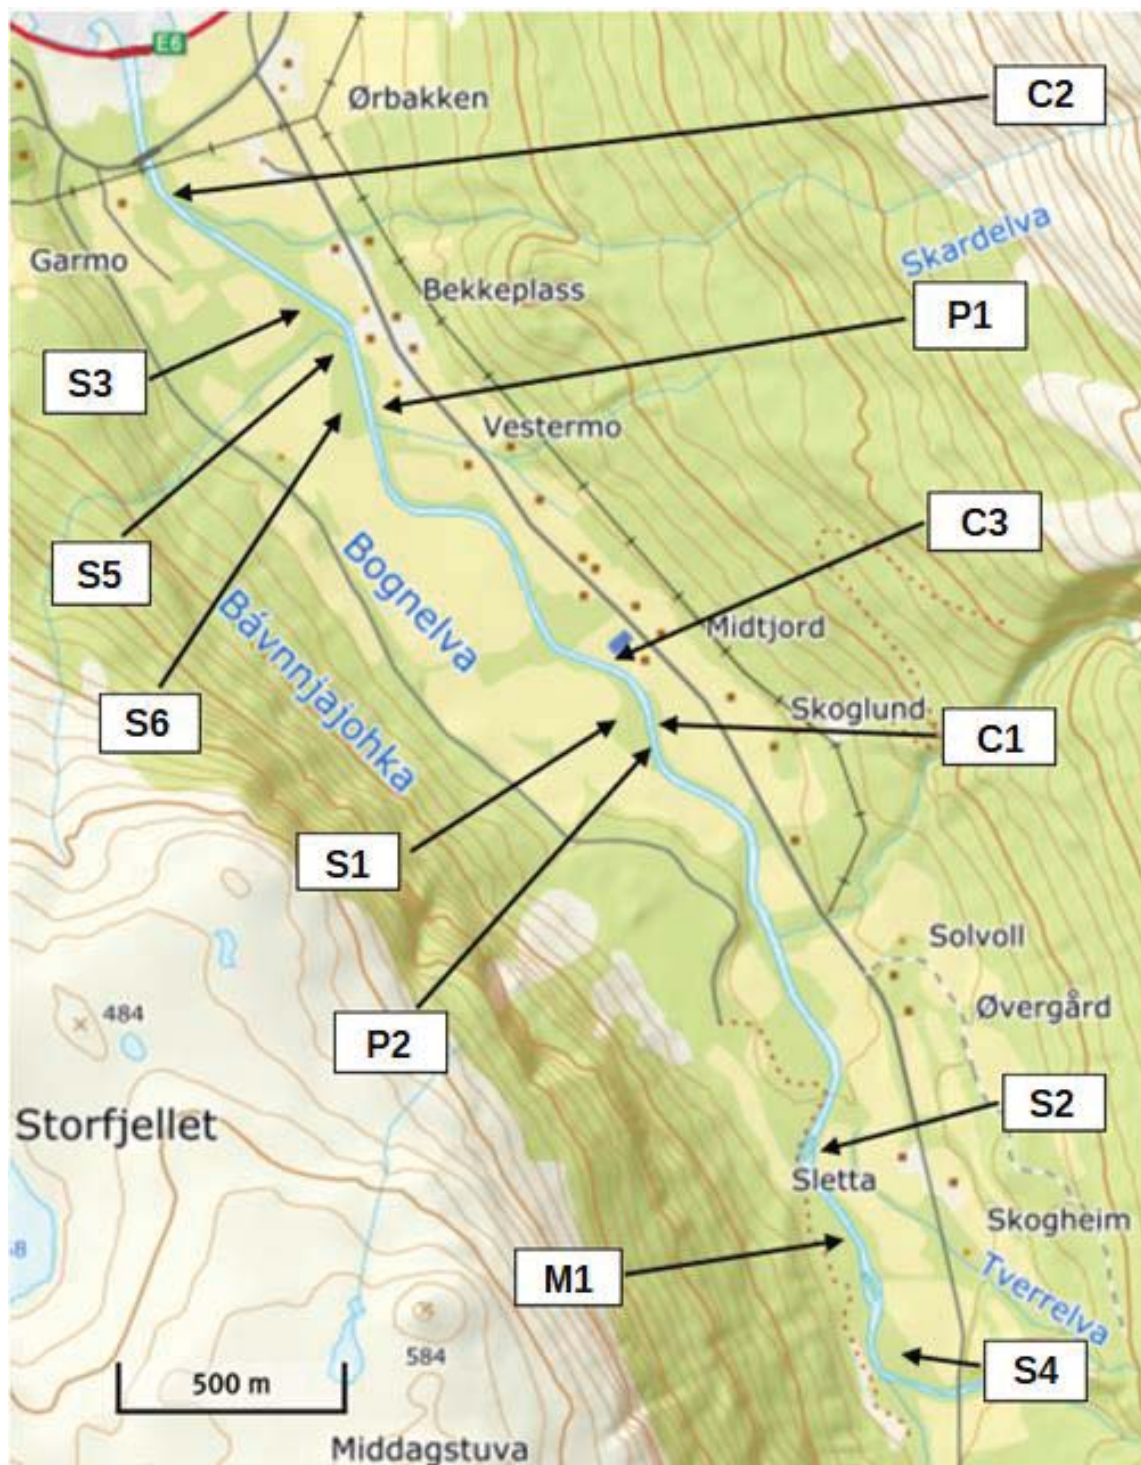 E6
Ørbakken
C2
Skardelva
Garmo
Bekkeplass
P1
S3
Vestermo
C3
S5
Bognelva
Bávnnjajohka
Midtjord
S6
Skoglund
C1
S1
Solvoll
484
Øvergård
P2
S2
Storfjellet
Sletta
Skogheim
M1
Tverrelva
584
S4
500 m
Middagstuva